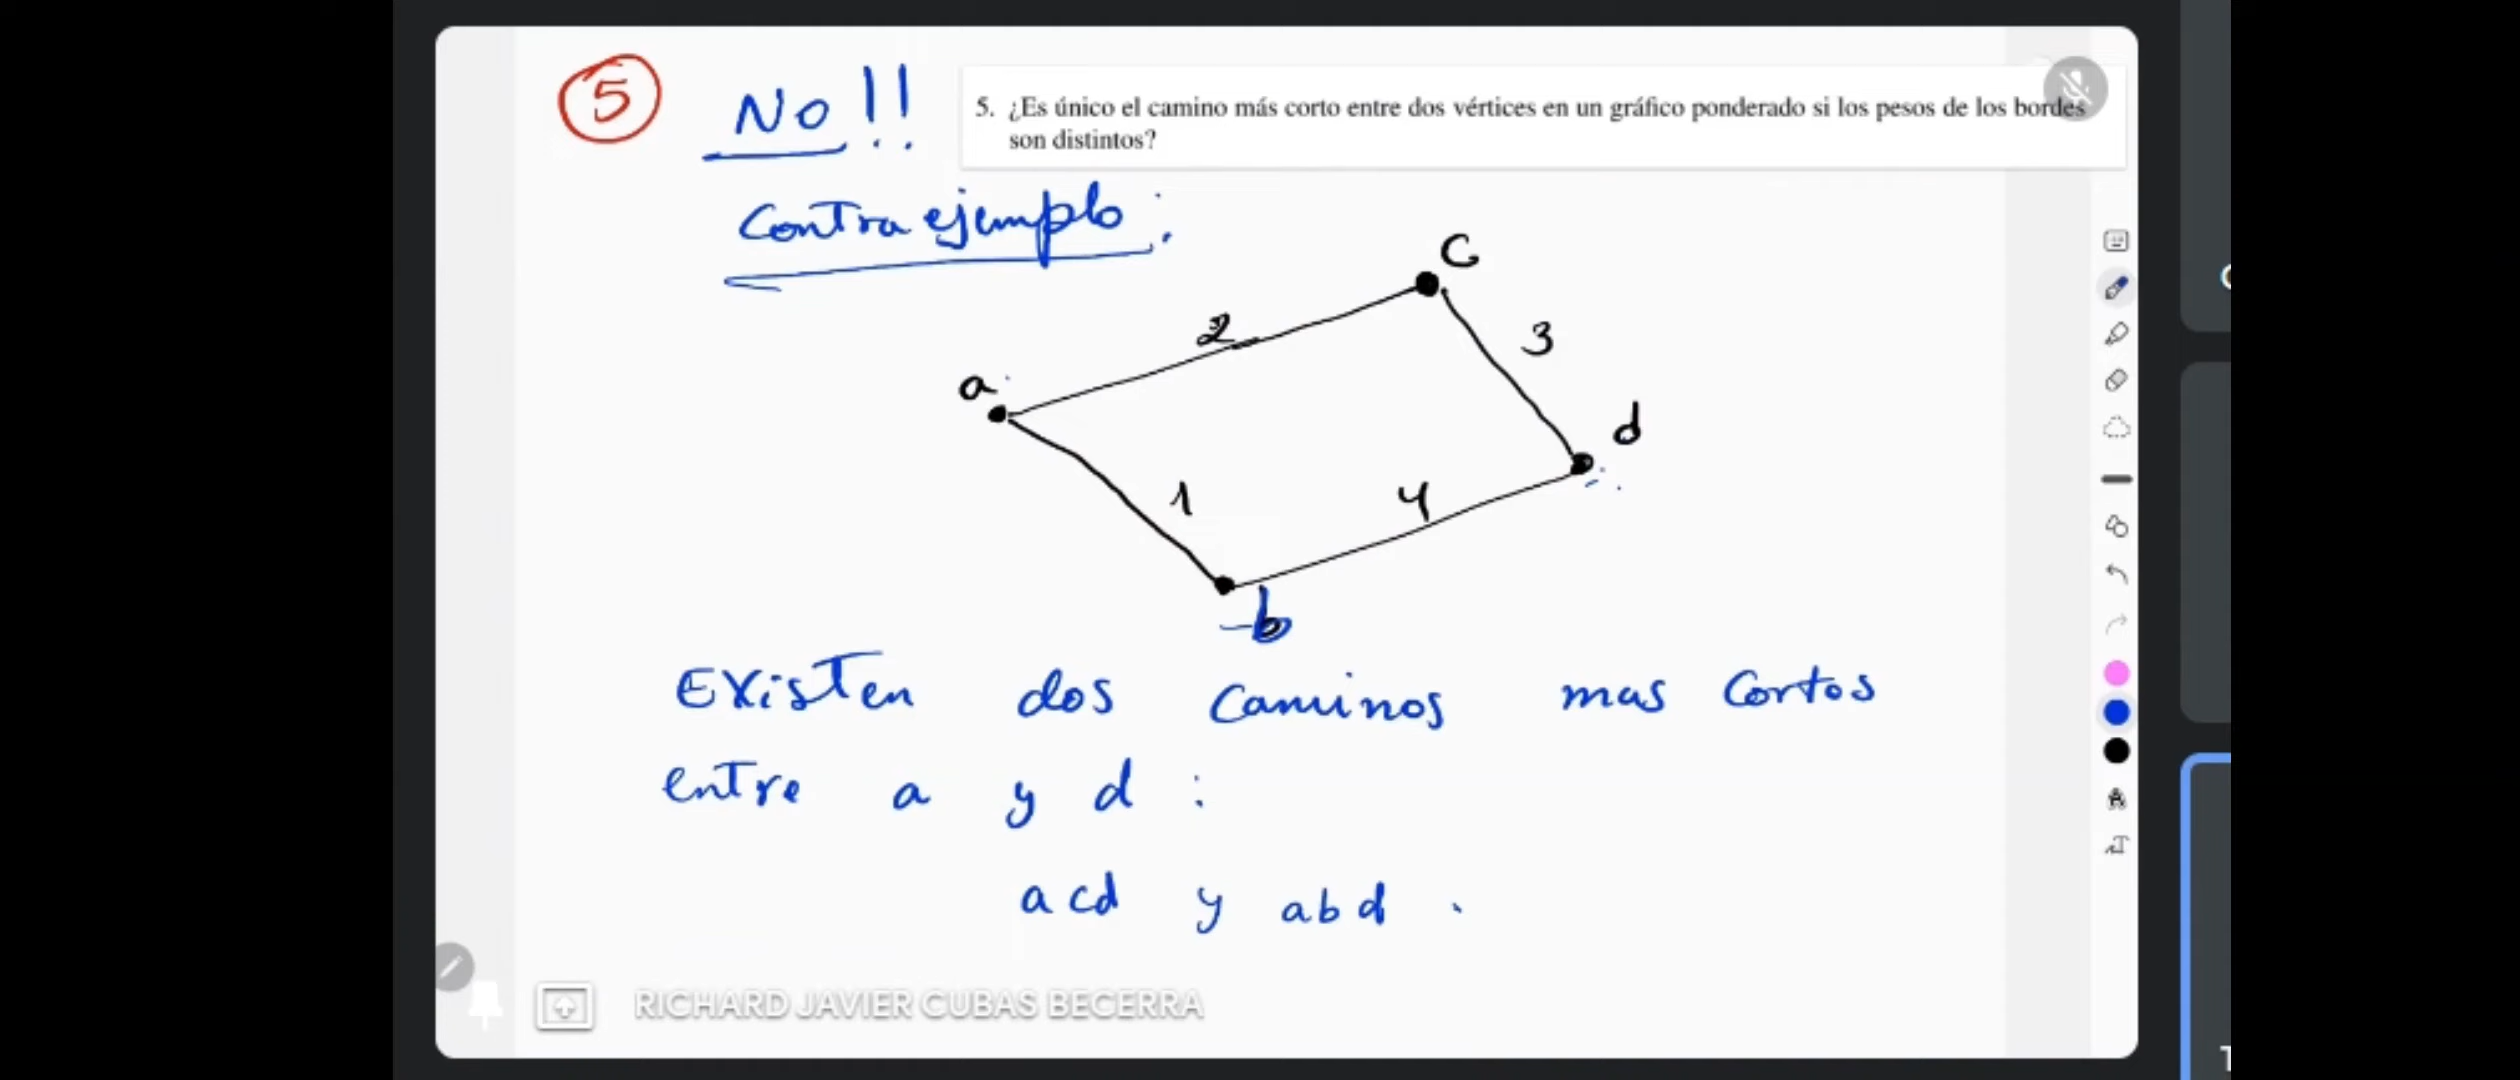 5
No!!
5. ¿Es único el camino más corto entre dos vértices en un gráfico ponderado si los pesos de los bordes
son distintos?
Contra ejemplo:
C
2
3
a
d
1
4
b
Existen dos Caminos mas Cortos
entre a y d :
acd y abd .
RICHARD JAVIER CUBAS BECERRA